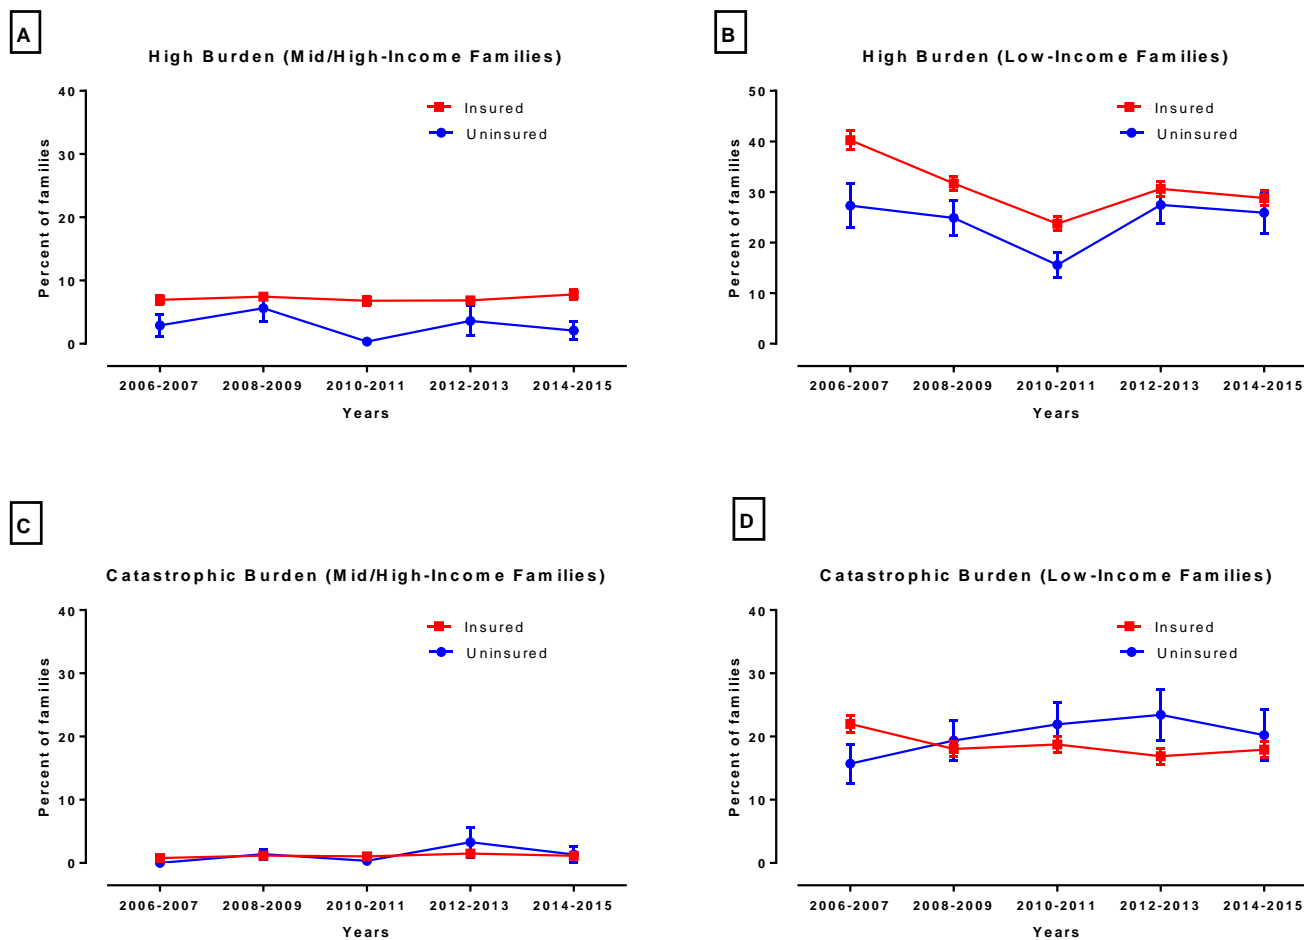 A
High Burden (Mid/High-Income Families)
40
30
20
10
0
Percent of families
Insured
Uninsured
2006-2007 2008-2009 2010-2011 2012-2013 2014-2015
Years
B
High Burden (Low-Income Families)
50
40
30
20
10
0
Percent of families
Insured
Uninsured
2006-2007 2008-2009 2010-2011 2012-2013 2014-2015
Years
C
Catastrophic Burden (Mid/High-Income Families)
40
30
20
10
0
Percent of families
Insured
Uninsured
2006-2007 2008-2009 2010-2011 2012-2013 2014-2015
Years
D
Catastrophic Burden (Low-Income Families)
40
30
20
10
0
Percent of families
Insured
Uninsured
2006-2007 2008-2009 2010-2011 2012-2013 2014-2015
Years